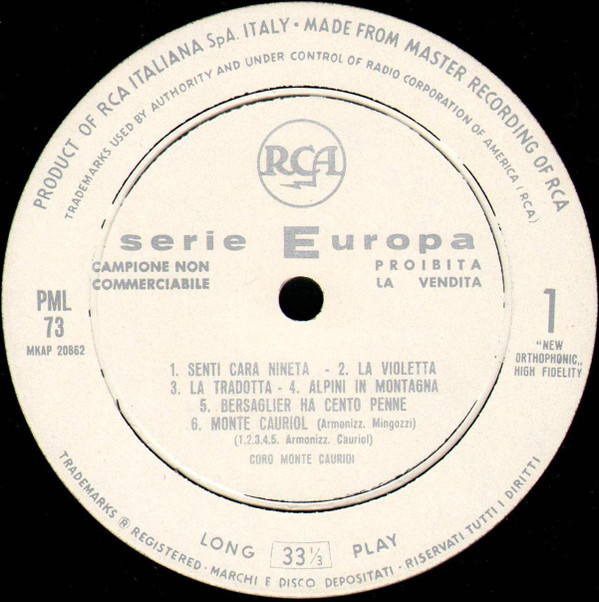 PRODUCT OF RCA ITALIANA SpA. ITALY · MADE FROM MASTER RECORDING OF RCA
TRADEMARKS USED BY AUTHORITY AND UNDER CONTROL OF RADIO CORPORATION OF AMERICA (RCA)
RCA
serie Europa
CAMPIONE NON
COMMERCIABILE
PROIBITA
LA VENDITA
PML
73
MKAP 20862
1
"NEW
ORTHOPHONIC„
HIGH FIDELITY
1. SENTI CARA NINETA - 2. LA VIOLETTA
3. LA TRADOTTA - 4. ALPINI IN MONTAGNA
5. BERSAGLIER HA CENTO PENNE
6. MONTE CAURIOL (Armonizz. Mingozzi)
(1.2.3.4.5. Armonizz. Cauriol)
CORO MONTE CAURIOL
LONG 33 1/3 PLAY
TRADEMARKS ® REGISTERED · MARCHI E DISCO DEPOSITATI · RISERVATI TUTTI I DIRITTI